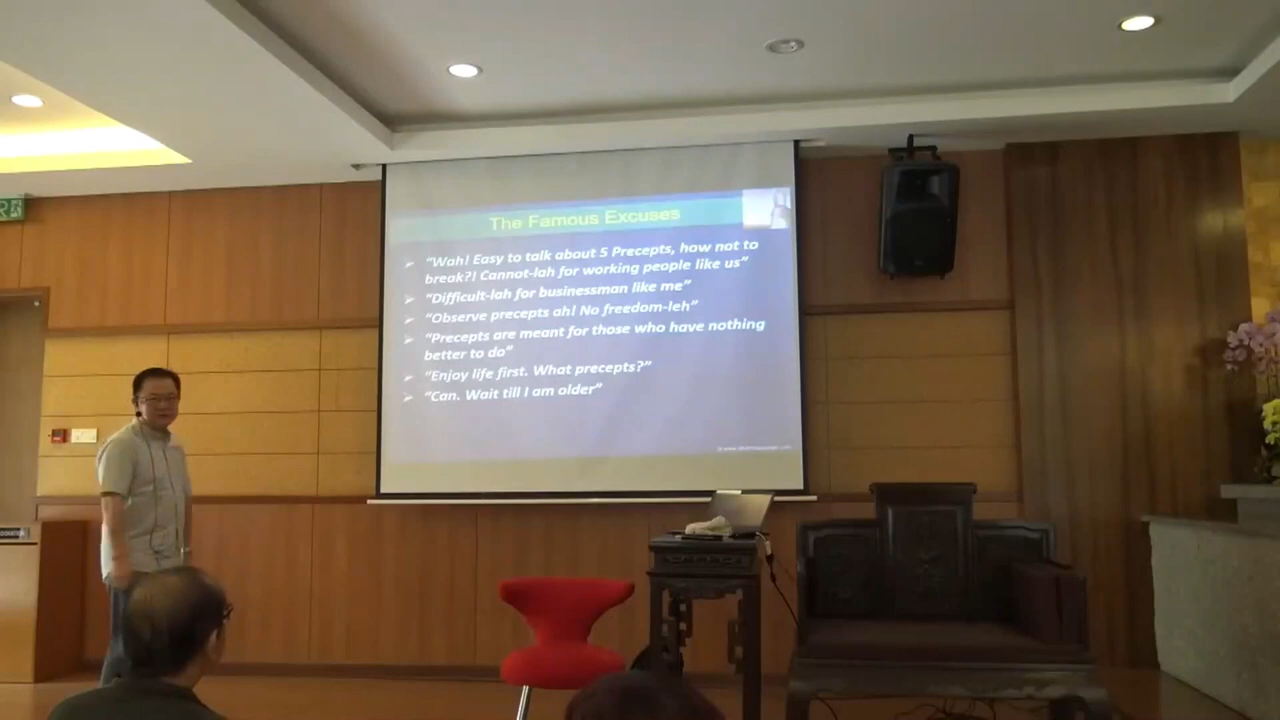 The Famous Excuses
➢ "Wah! Easy to talk about 5 Precepts, how not to
break?! Cannot-lah for working people like us"
➢ "Difficult-lah for businessman like me"
➢ "Observe precepts ah! No freedom-leh"
➢ "Precepts are meant for those who have nothing
better to do"
➢ "Enjoy life first. What precepts?"
➢ "Can. Wait till I am older"